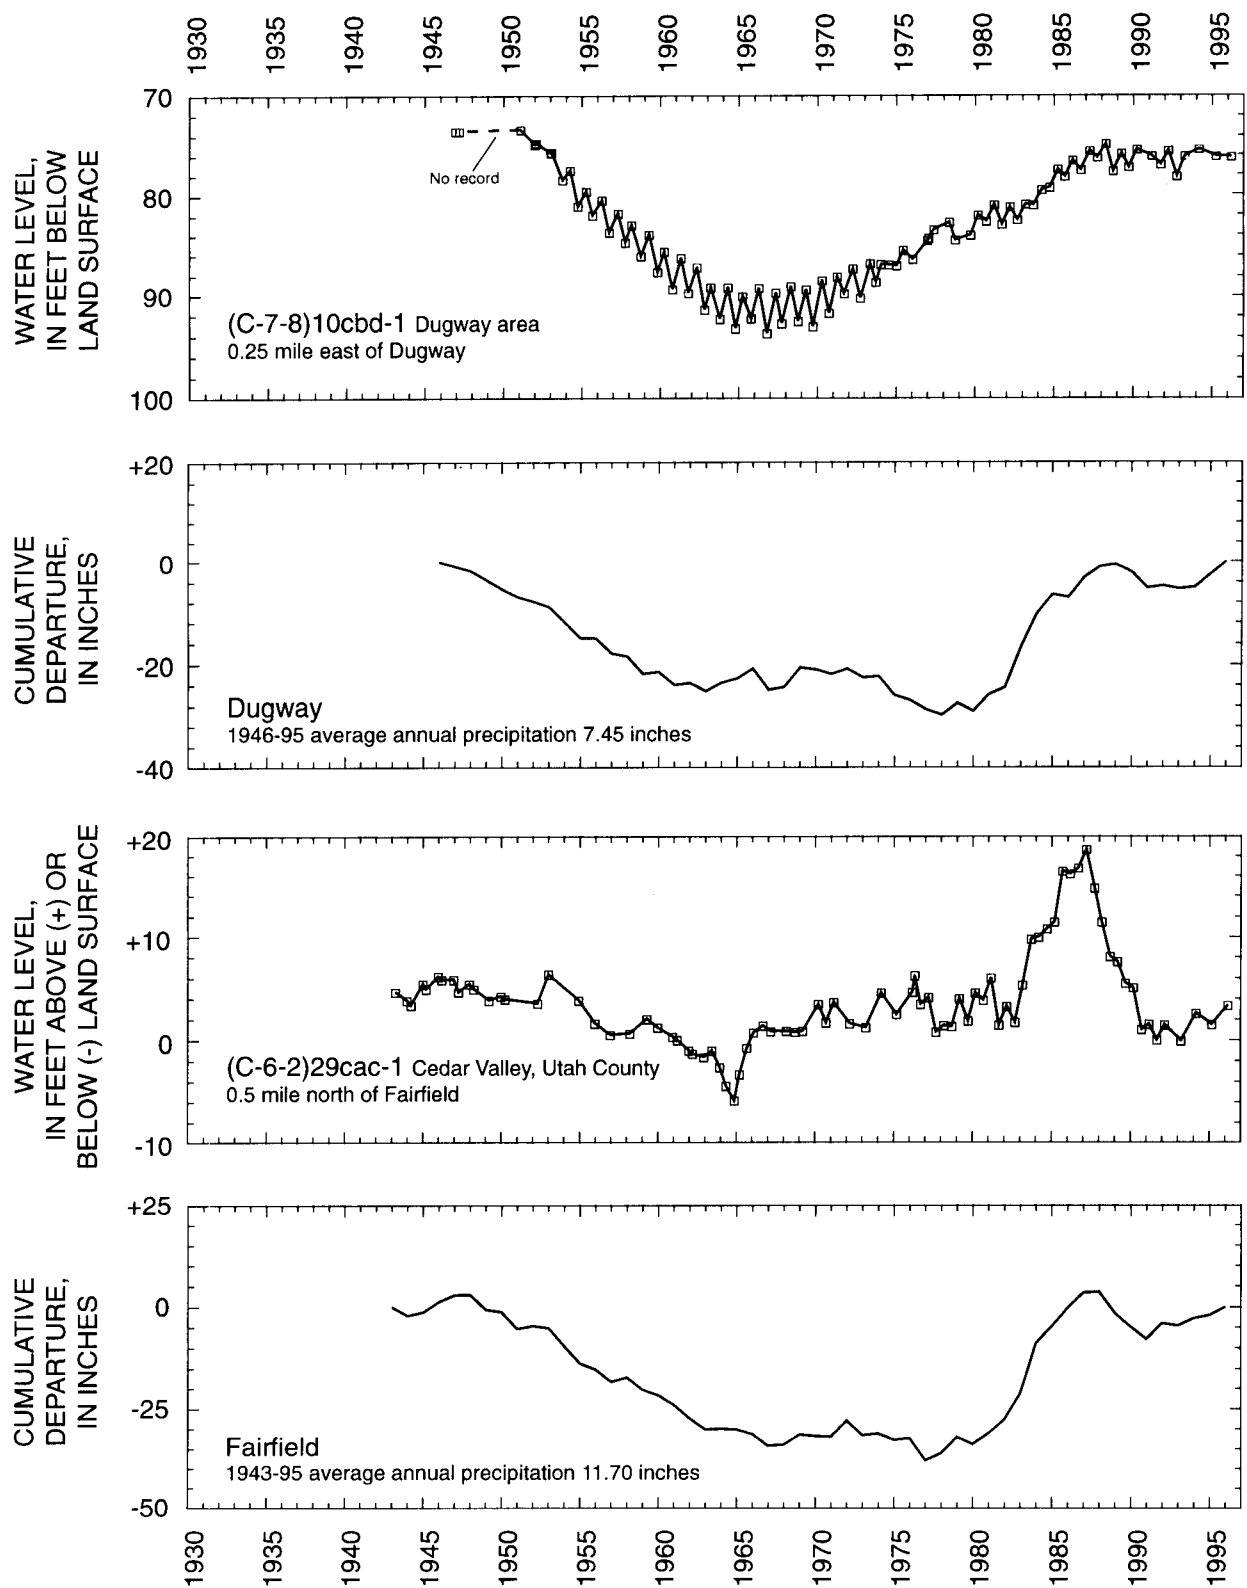 1930 1935 1940 1945 1950 1955 1960 1965 1970 1975 1980 1985 1990 1995
WATER LEVEL,
IN FEET BELOW
LAND SURFACE
70
80
90
100
No record
(C-7-8)10cbd-1 Dugway area
0.25 mile east of Dugway
CUMULATIVE
DEPARTURE,
IN INCHES
+20
0
-20
-40
Dugway
1946-95 average annual precipitation 7.45 inches
WATER LEVEL,
IN FEET ABOVE (+) OR
BELOW (-) LAND SURFACE
+20
+10
0
-10
(C-6-2)29cac-1 Cedar Valley, Utah County
0.5 mile north of Fairfield
CUMULATIVE
DEPARTURE,
IN INCHES
+25
0
-25
-50
Fairfield
1943-95 average annual precipitation 11.70 inches
1930 1935 1940 1945 1950 1955 1960 1965 1970 1975 1980 1985 1990 1995